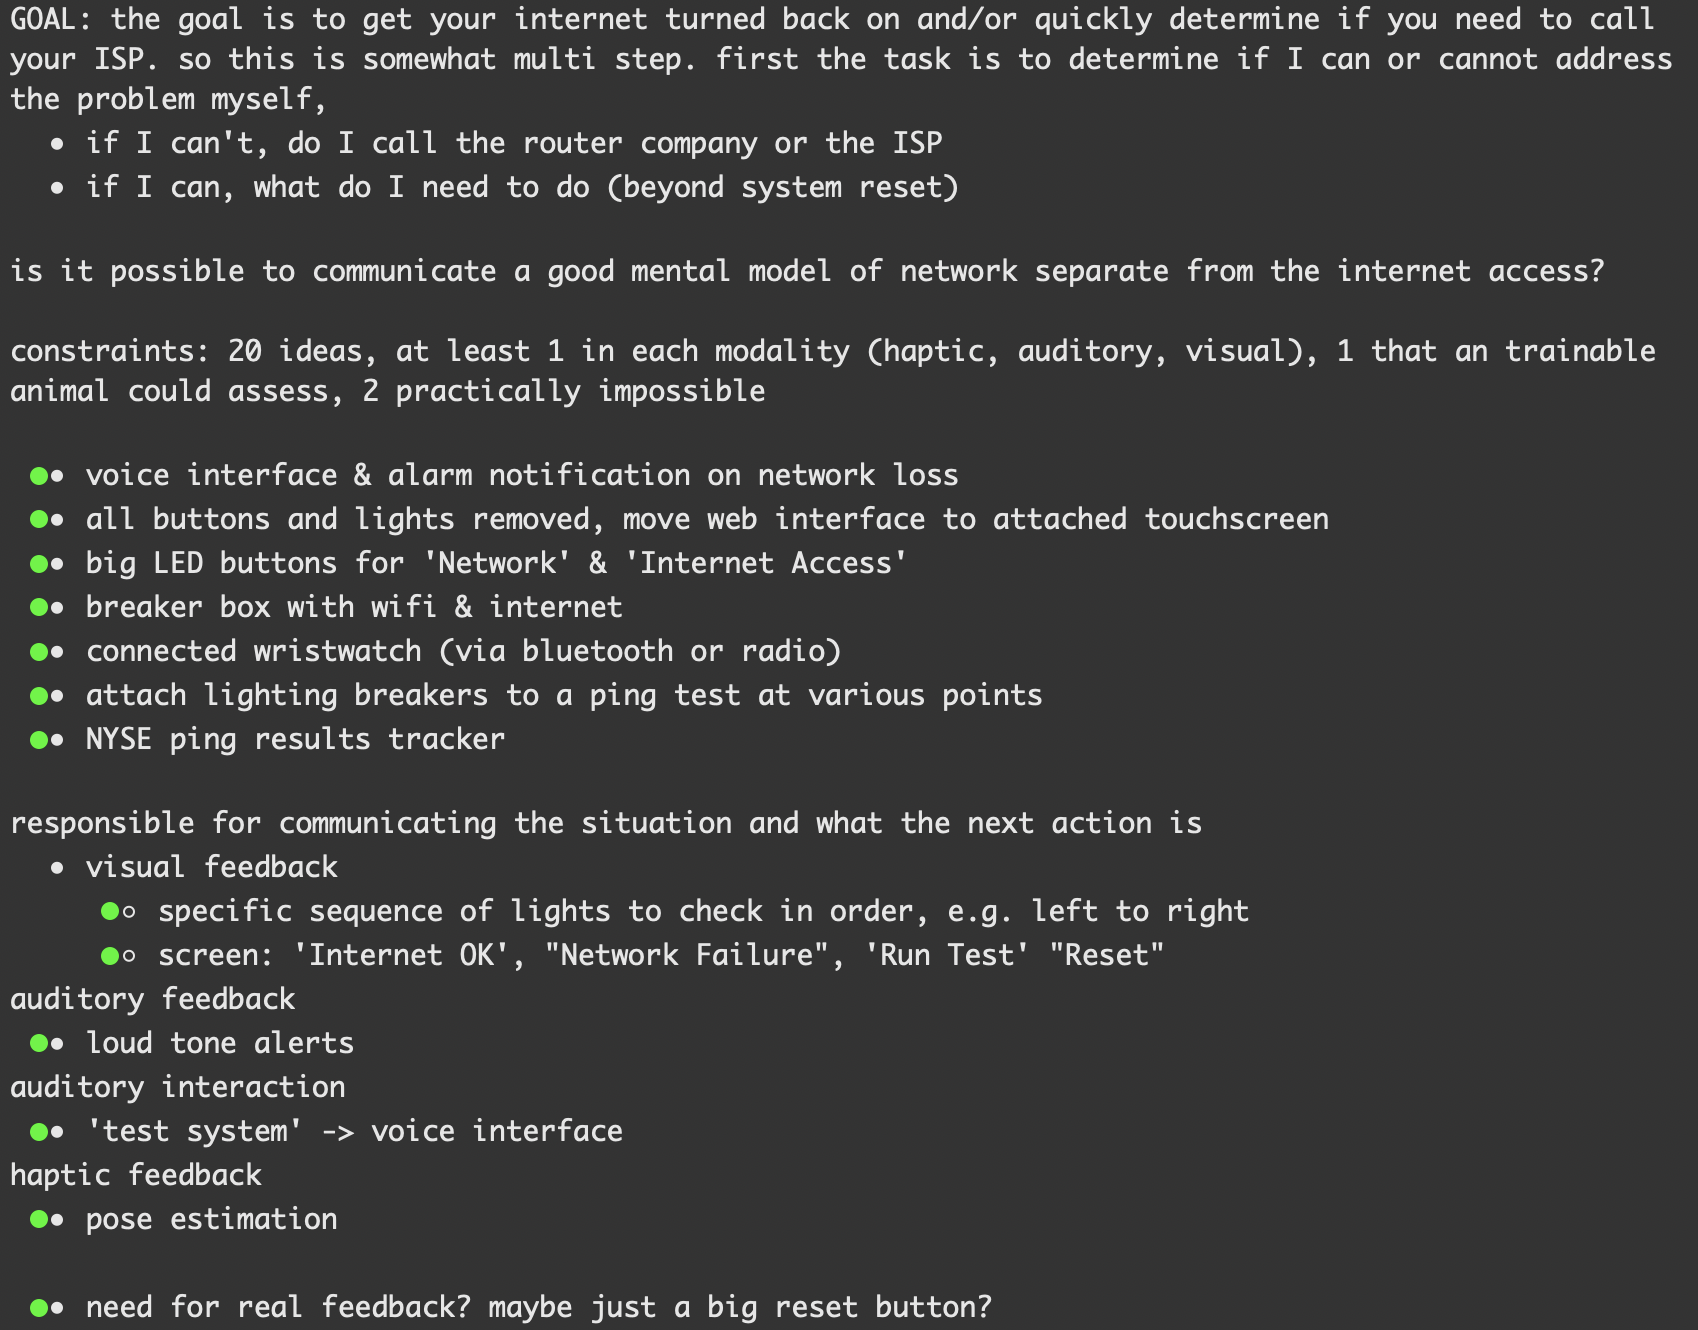 GOAL: the goal is to get your internet turned back on and/or quickly determine if you need to call
your ISP. so this is somewhat multi step. first the task is to determine if I can or cannot address
the problem myself,
• if I can't, do I call the router company or the ISP
• if I can, what do I need to do (beyond system reset)
is it possible to communicate a good mental model of network separate from the internet access?
constraints: 20 ideas, at least 1 in each modality (haptic, auditory, visual), 1 that an trainable
animal could assess, 2 practically impossible
• voice interface & alarm notification on network loss
• all buttons and lights removed, move web interface to attached touchscreen
• big LED buttons for 'Network' & 'Internet Access'
• breaker box with wifi & internet
• connected wristwatch (via bluetooth or radio)
• attach lighting breakers to a ping test at various points
• NYSE ping results tracker
responsible for communicating the situation and what the next action is
• visual feedback
◦ specific sequence of lights to check in order, e.g. left to right
◦ screen: 'Internet OK', "Network Failure", 'Run Test' "Reset"
auditory feedback
• loud tone alerts
auditory interaction
• 'test system' -> voice interface
haptic feedback
• pose estimation
• need for real feedback? maybe just a big reset button?